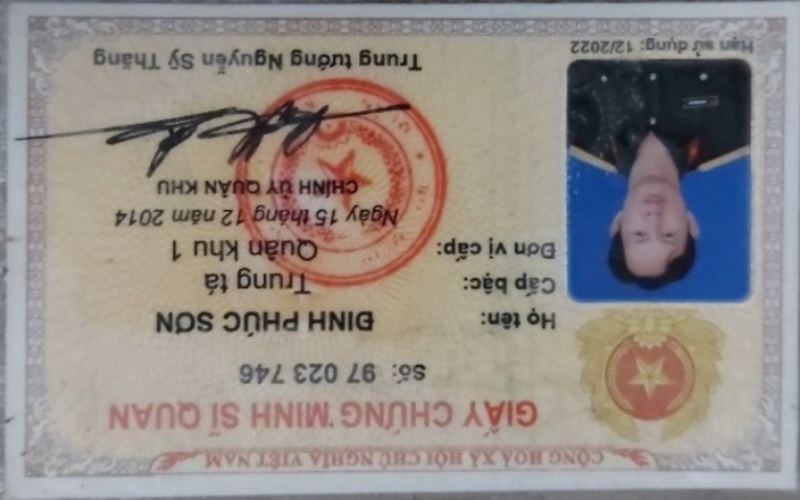 CỘNG HOÀ XÃ HỘI CHỦ NGHĨA VIỆT NAM
GIẤY CHỨNG MINH SĨ QUAN
Số: 97 023 746
Họ tên: ĐINH PHÚC SƠN
Cấp bậc: Trung tá
Đơn vị cấp: Quân khu 1
Ngày 15 tháng 12 năm 2014
CHÍNH ỦY QUÂN KHU
Trung tướng Nguyễn Sỹ Thăng
Hạn sử dụng: 12/2022